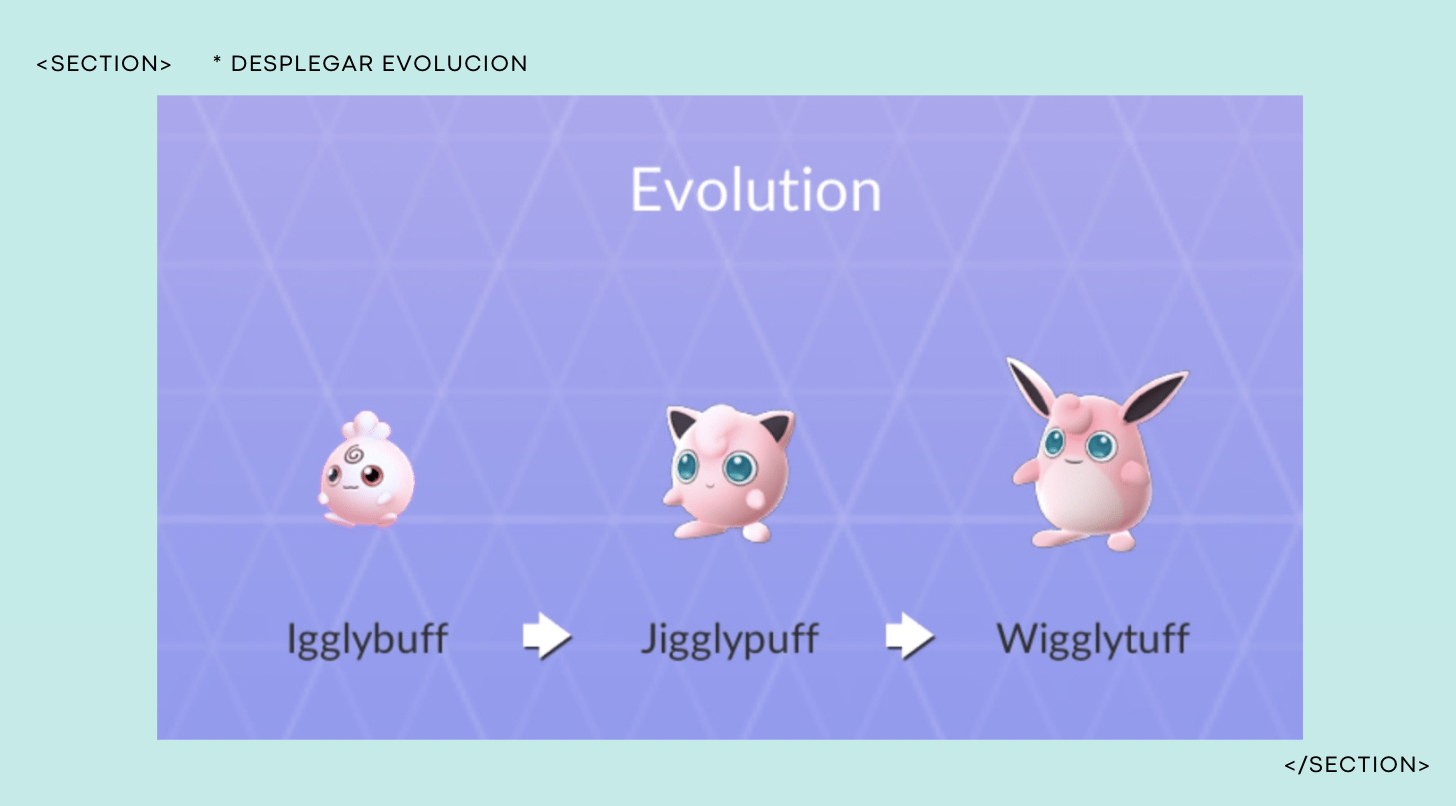 <SECTION> * DESPLEGAR EVOLUCION
Evolution
Igglybuff Jigglypuff Wigglytuff
</SECTION>